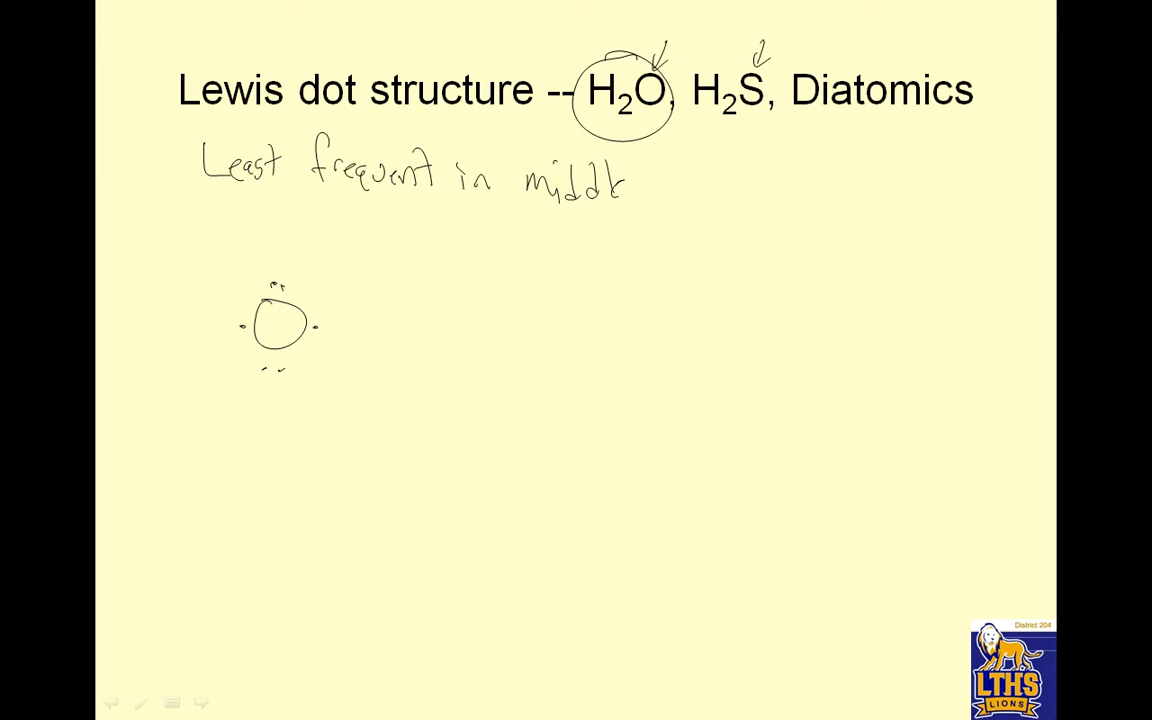 Lewis dot structure -- H₂O, H₂S, Diatomics
Least frequent in middle
O
District 204
LTHS
LIONS